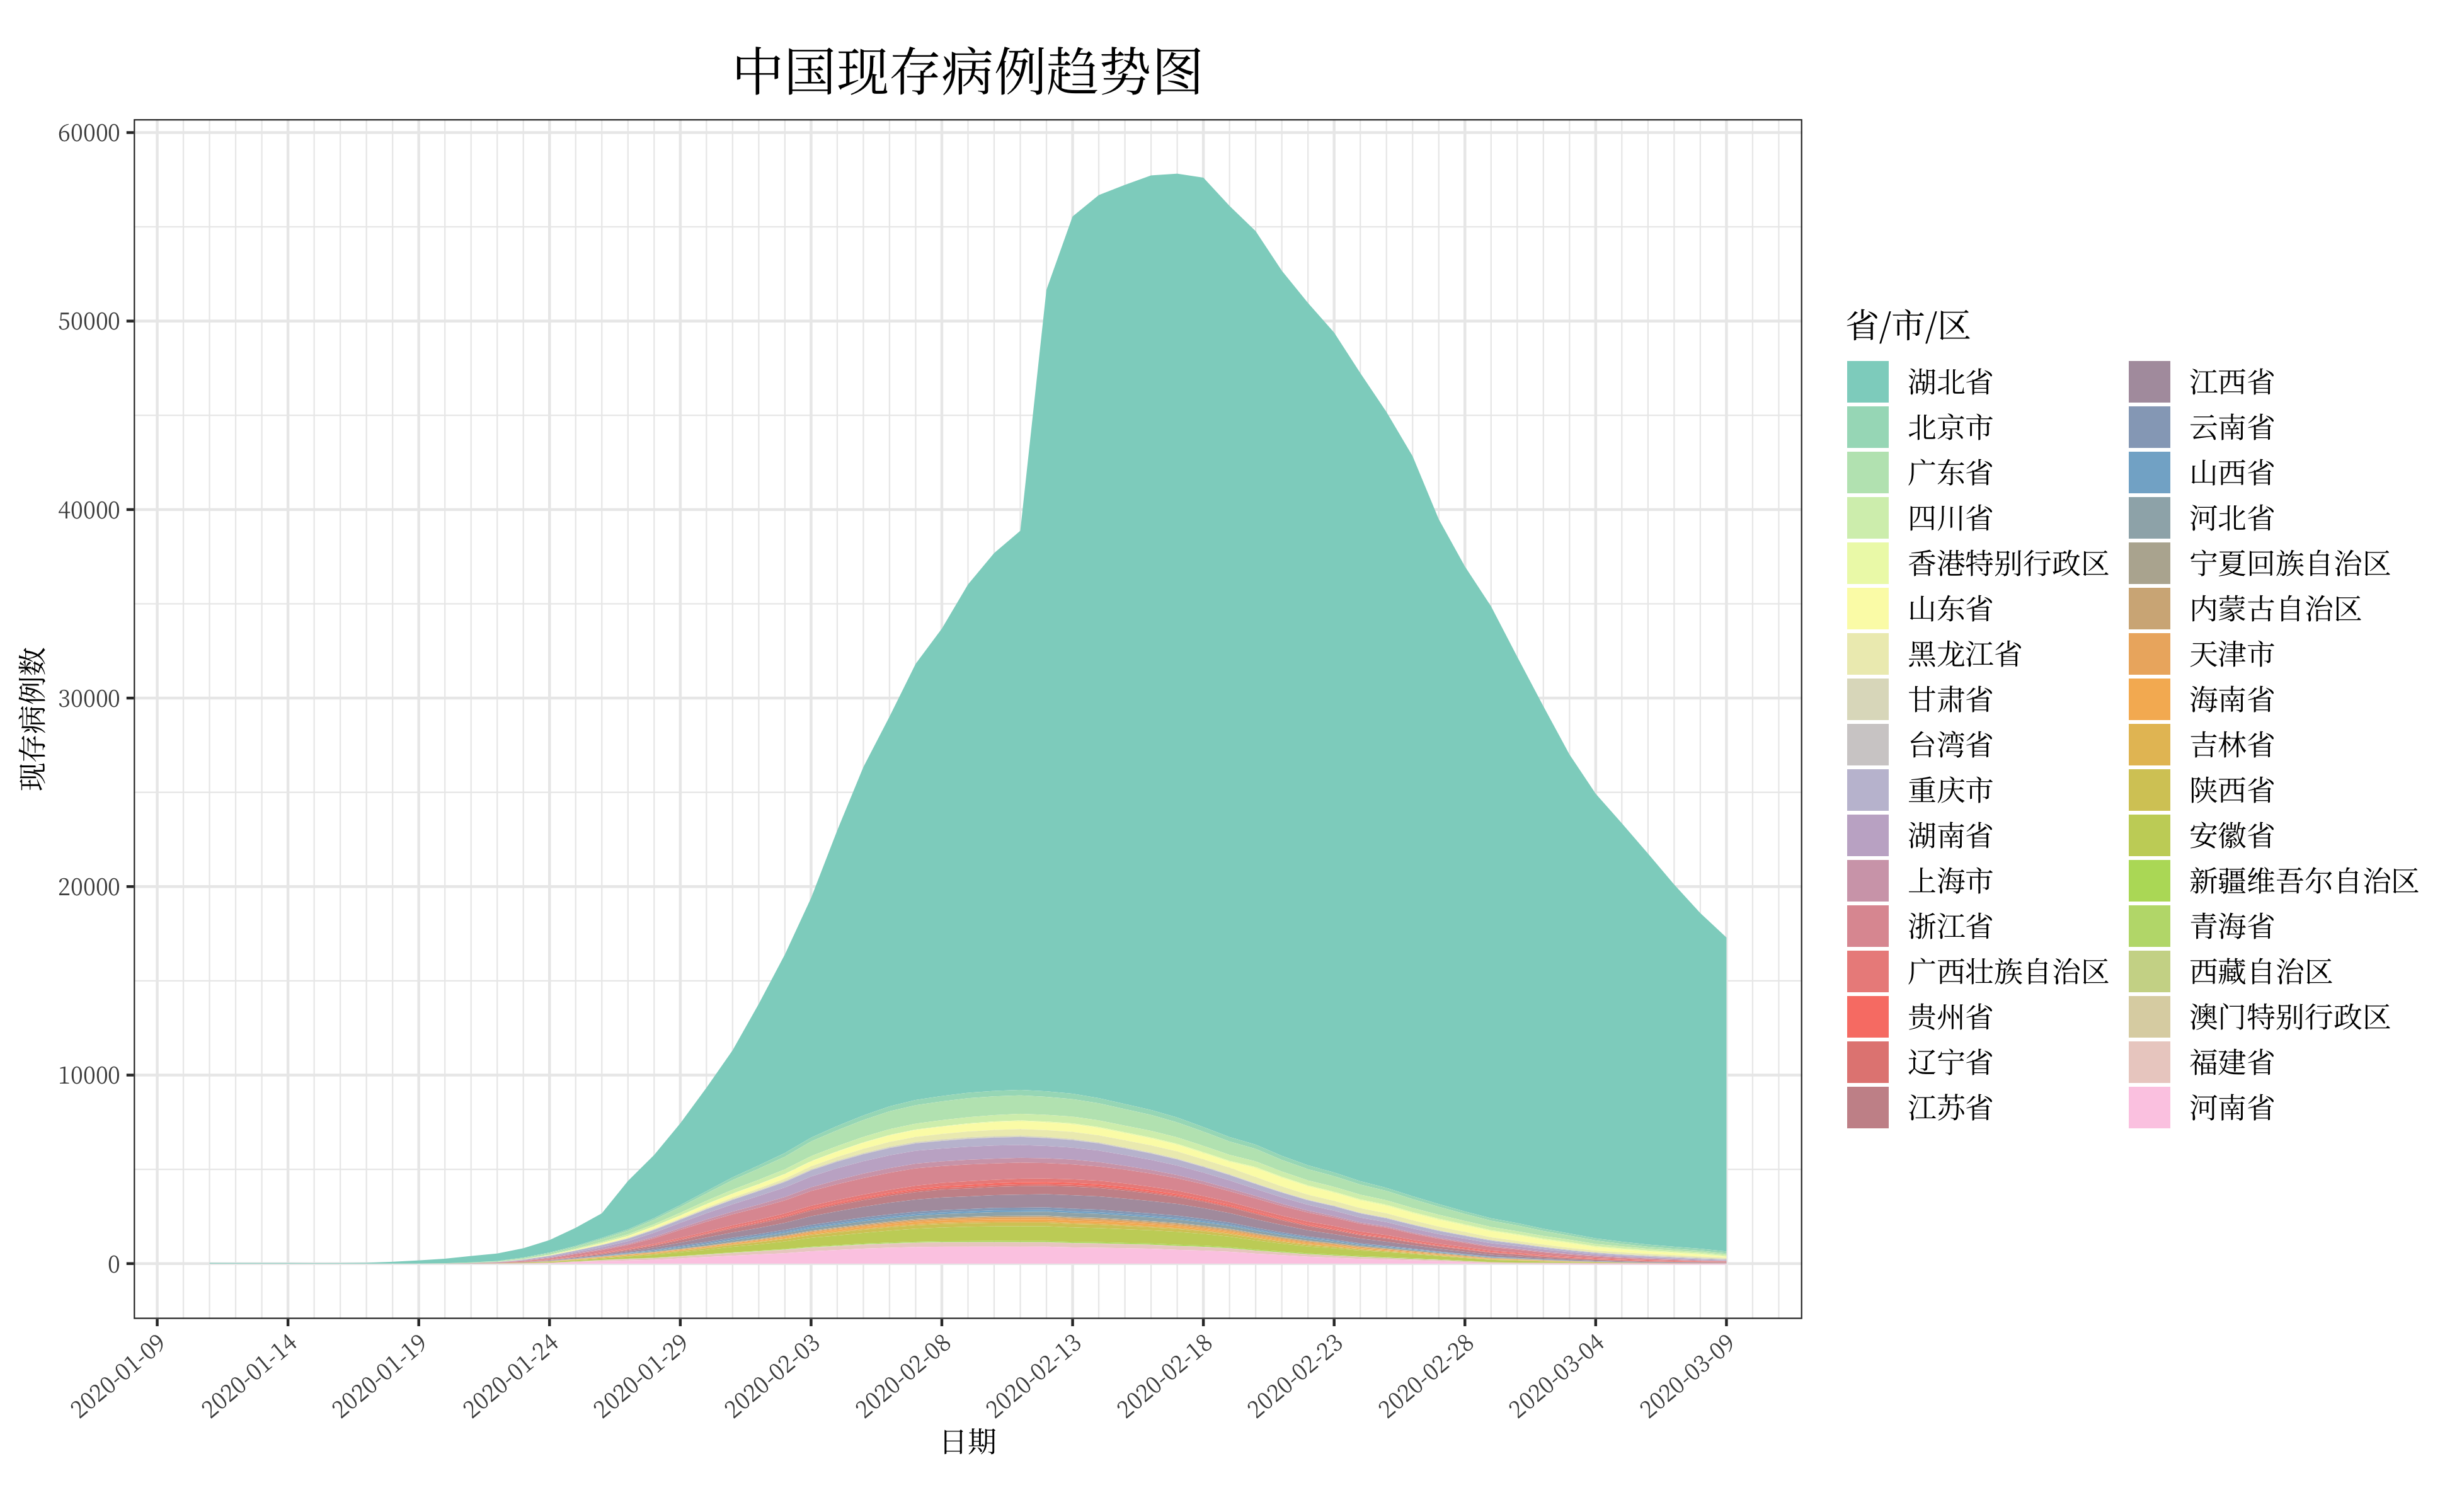 中国现存病例趋势图
60000
50000
40000
30000
20000
10000
0
现存病例数
2020-01-09
2020-01-14
2020-01-19
2020-01-24
2020-01-29
2020-02-03
2020-02-08
2020-02-13
2020-02-18
2020-02-23
2020-02-28
2020-03-04
2020-03-09
日期
省/市/区
湖北省
北京市
广东省
四川省
香港特别行政区
山东省
黑龙江省
甘肃省
台湾省
重庆市
湖南省
上海市
浙江省
广西壮族自治区
贵州省
辽宁省
江苏省
江西省
云南省
山西省
河北省
宁夏回族自治区
内蒙古自治区
天津市
海南省
吉林省
陕西省
安徽省
新疆维吾尔自治区
青海省
西藏自治区
澳门特别行政区
福建省
河南省